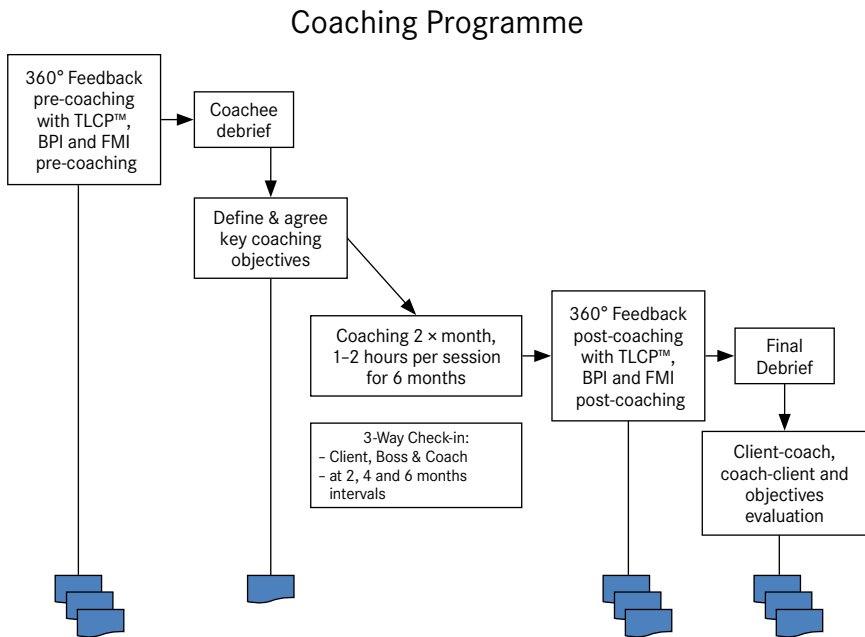 Coaching Programme
360° Feedback
pre-coaching
with TLCP™,
BPI and FMI
pre-coaching
Coachee
debrief
Define & agree
key coaching
objectives
Coaching 2 × month,
1–2 hours per session
for 6 months
3-Way Check-in:
– Client, Boss & Coach
– at 2, 4 and 6 months
intervals
360° Feedback
post-coaching
with TLCP™,
BPI and FMI
post-coaching
Final
Debrief
Client-coach,
coach-client and
objectives
evaluation